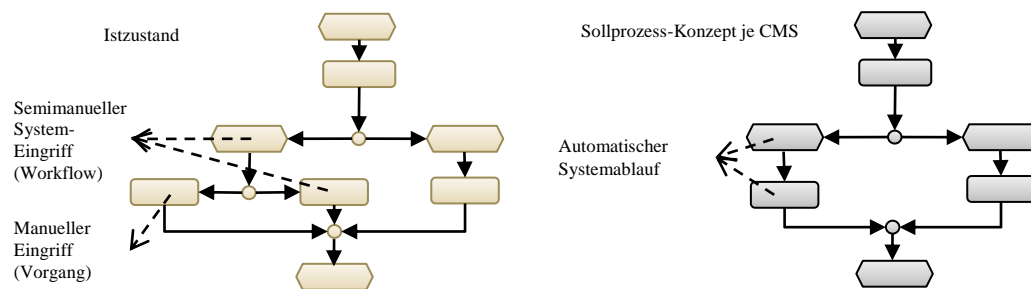 Istzustand
Semimanueller
System-
Eingriff
(Workflow)
Manueller
Eingriff
(Vorgang)
Sollprozess-Konzept je CMS
Automatischer
Systemablauf